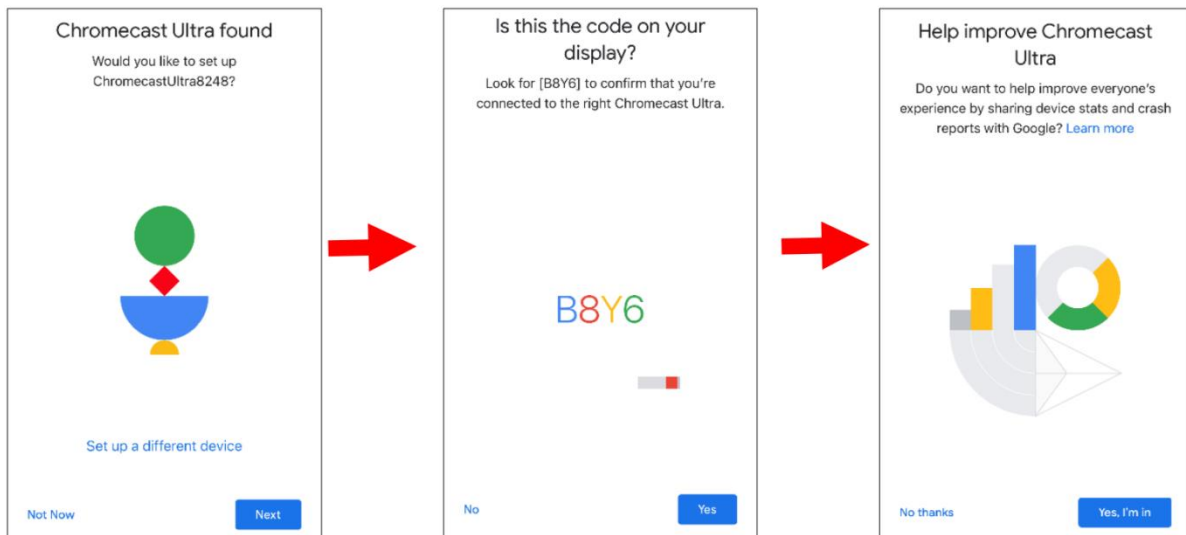 Chromecast Ultra found
Would you like to set up
ChromecastUltra8248?
Set up a different device
Not Now
Next
Is this the code on your
display?
Look for [B8Y6] to confirm that you're
connected to the right Chromecast Ultra.
B8Y6
No
Yes
Help improve Chromecast
Ultra
Do you want to help improve everyone's
experience by sharing device stats and crash
reports with Google? Learn more
No thanks
Yes, I'm in